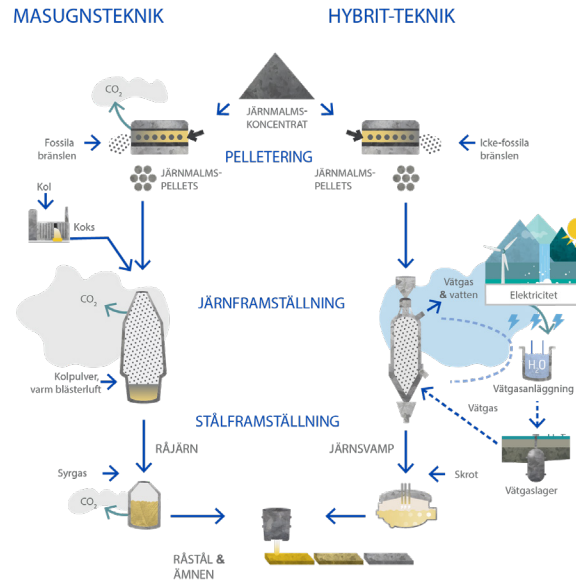 MASUGNSTEKNIK
HYBRIT-TEKNIK
CO2
JÄRNMALMS-
KONCENTRAT
Fossila
bränslen
Icke-fossila
bränslen
PELLETERING
JÄRNMALMS-
PELLETS
JÄRNMALMS-
PELLETS
Kol
Koks
Vätgas
& vatten
Elektricitet
CO2
JÄRNFRAMSTÄLLNING
H2O
Kolpulver,
varm blästerluft
Vätgasanläggning
Vätgas
STÅLFRAMSTÄLLNING
RÅJÄRN
JÄRNSVAMP
Syrgas
Skrot
Vätgaslager
CO2
RÅSTÅL &
ÄMNEN